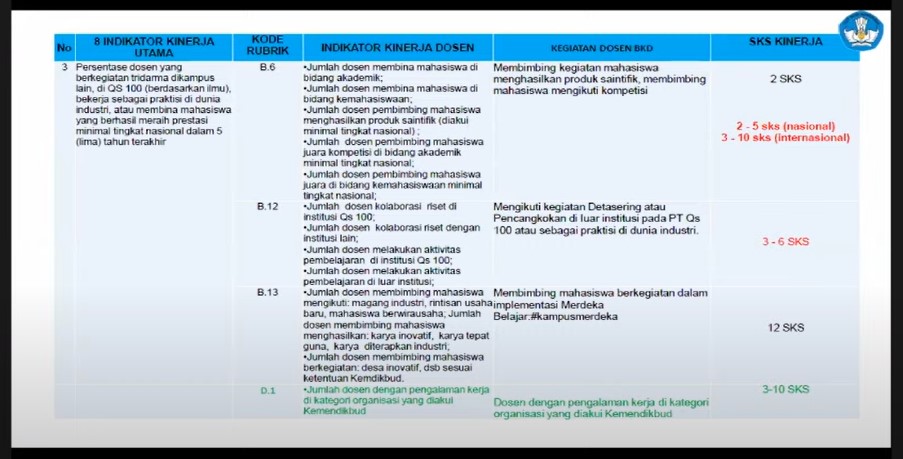 No
8 INDIKATOR KINERJA
UTAMA
KODE
RUBRIK
INDIKATOR KINERJA DOSEN
KEGIATAN DOSEN BKD
SKS KINERJA
3
Persentase dosen yang
berkegiatan tridarma dikampus
lain, di QS 100 (berdasarkan ilmu),
bekerja sebagai praktisi di dunia
industri, atau membina mahasiswa
yang berhasil meraih prestasi
minimal tingkat nasional dalam 5
(lima) tahun terakhir
B.6
•Jumlah dosen membina mahasiswa di
bidang akademik;
•Jumlah dosen membina mahasiswa di
bidang kemahasiswaan;
•Jumlah dosen pembimbing mahasiswa
menghasilkan produk saintifik (diakui
minimal tingkat nasional) ;
•Jumlah dosen pembimbing mahasiswa
juara kompetisi di bidang akademik
minimal tingkat nasional;
•Jumlah dosen pembimbing mahasiswa
juara di bidang kemahasiswaan minimal
tingkat nasional;
Membimbing kegiatan mahasiswa
menghasilkan produk saintifik, membimbing
mahasiswa mengikuti kompetisi
2 SKS
2 - 5 sks (nasional)
3 - 10 sks (internasional)
B.12
•Jumlah dosen kolaborasi riset di
institusi Qs 100;
•Jumlah dosen kolaborasi riset dengan
institusi lain;
•Jumlah dosen melakukan aktivitas
pembelajaran di institusi Qs 100;
•Jumlah dosen melakukan aktivitas
pembelajaran di luar institusi;
Mengikuti kegiatan Detasering atau
Pencangkokan di luar institusi pada PT Qs
100 atau sebagai praktisi di dunia industri.
3 - 6 SKS
B.13
•Jumlah dosen membimbing mahasiswa
mengikuti: magang industri, rintisan usaha
baru, mahasiswa berwirausaha; Jumlah
dosen membimbing mahasiswa
menghasilkan: karya inovatif, karya tepat
guna, karya diterapkan industri;
•Jumlah dosen membimbing mahasiswa
berkegiatan: desa inovatif, dsb sesuai
ketentuan Kemdikbud.
Membimbing mahasiswa berkegiatan dalam
implementasi Merdeka
Belajar:#kampusmerdeka
12 SKS
D.1
•Jumlah dosen dengan pengalaman kerja
di kategori organisasi yang diakui
Kemendikbud
Dosen dengan pengalaman kerja di kategori
organisasi yang diakui Kemendikbud
3-10 SKS